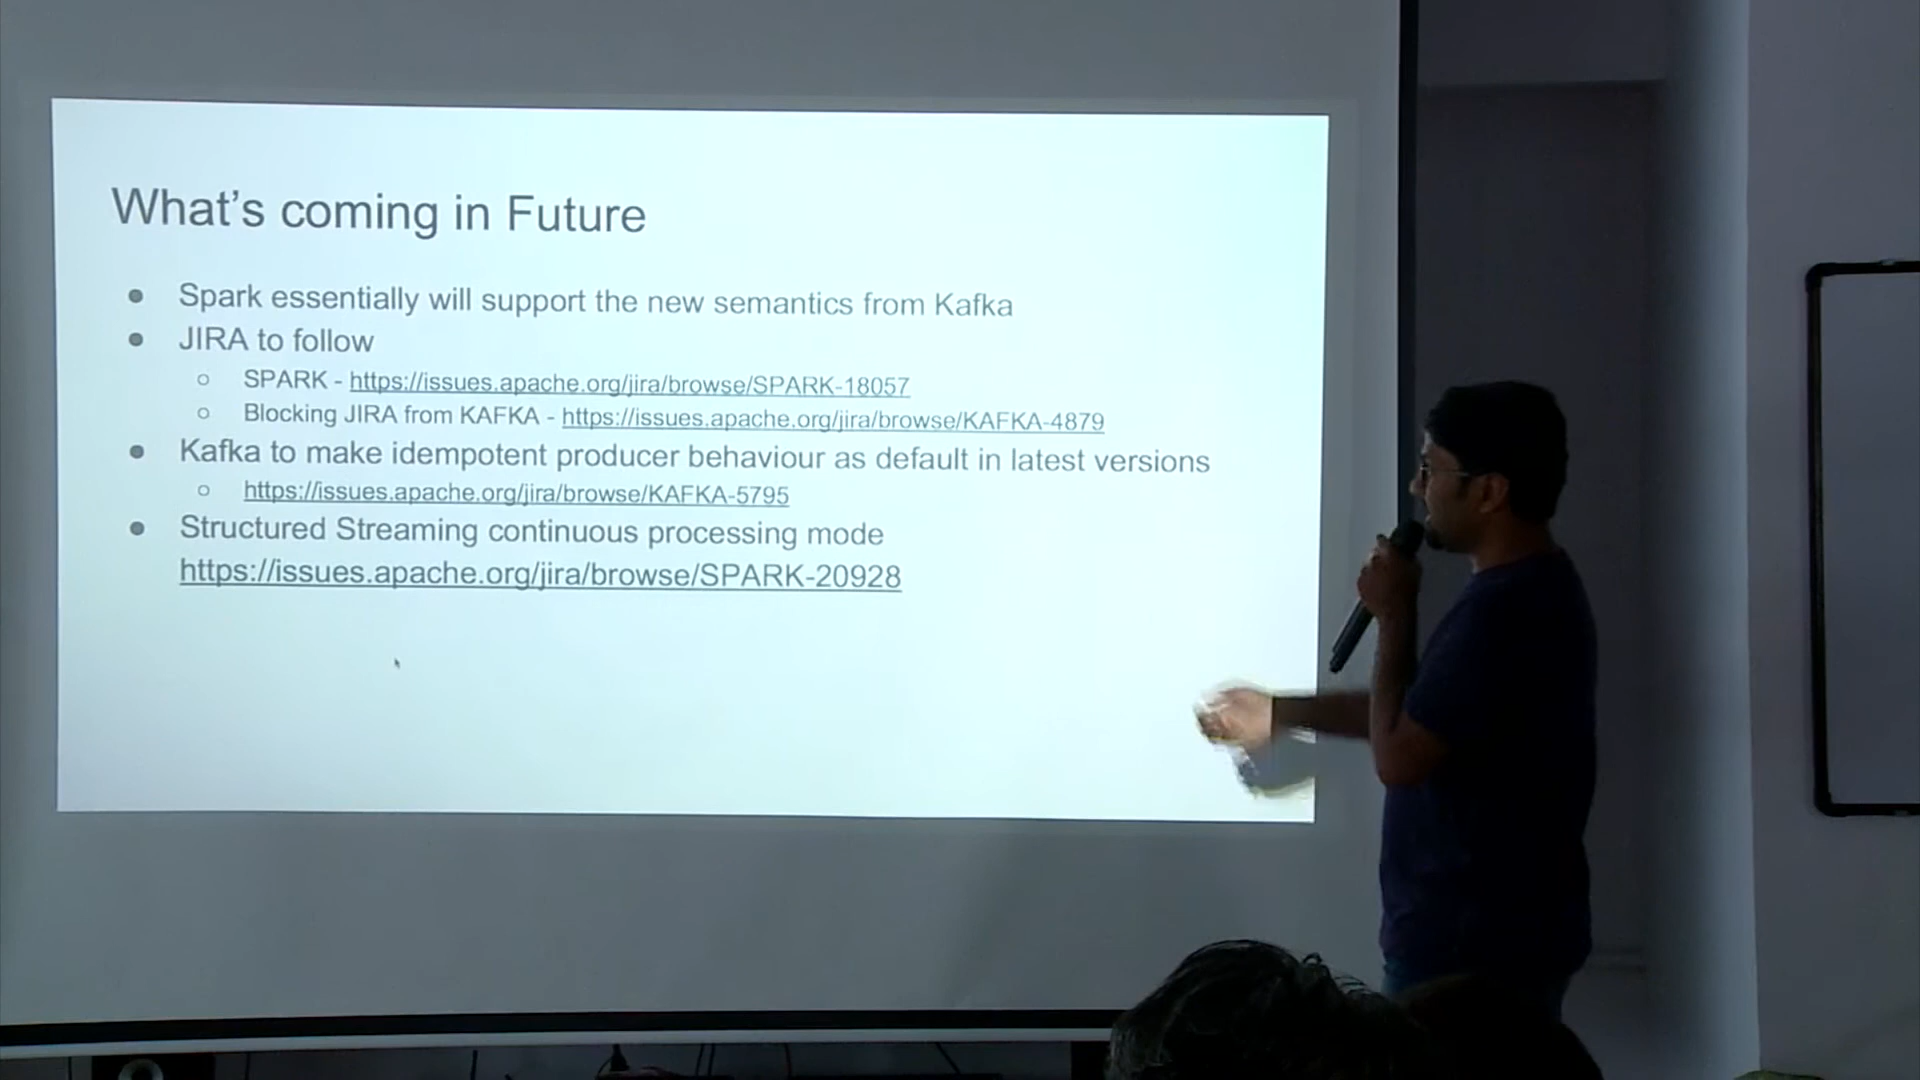 What's coming in Future
● Spark essentially will support the new semantics from Kafka
● JIRA to follow
○ SPARK - https://issues.apache.org/jira/browse/SPARK-18057
○ Blocking JIRA from KAFKA - https://issues.apache.org/jira/browse/KAFKA-4879
● Kafka to make idempotent producer behaviour as default in latest versions
○ https://issues.apache.org/jira/browse/KAFKA-5795
● Structured Streaming continuous processing mode
https://issues.apache.org/jira/browse/SPARK-20928